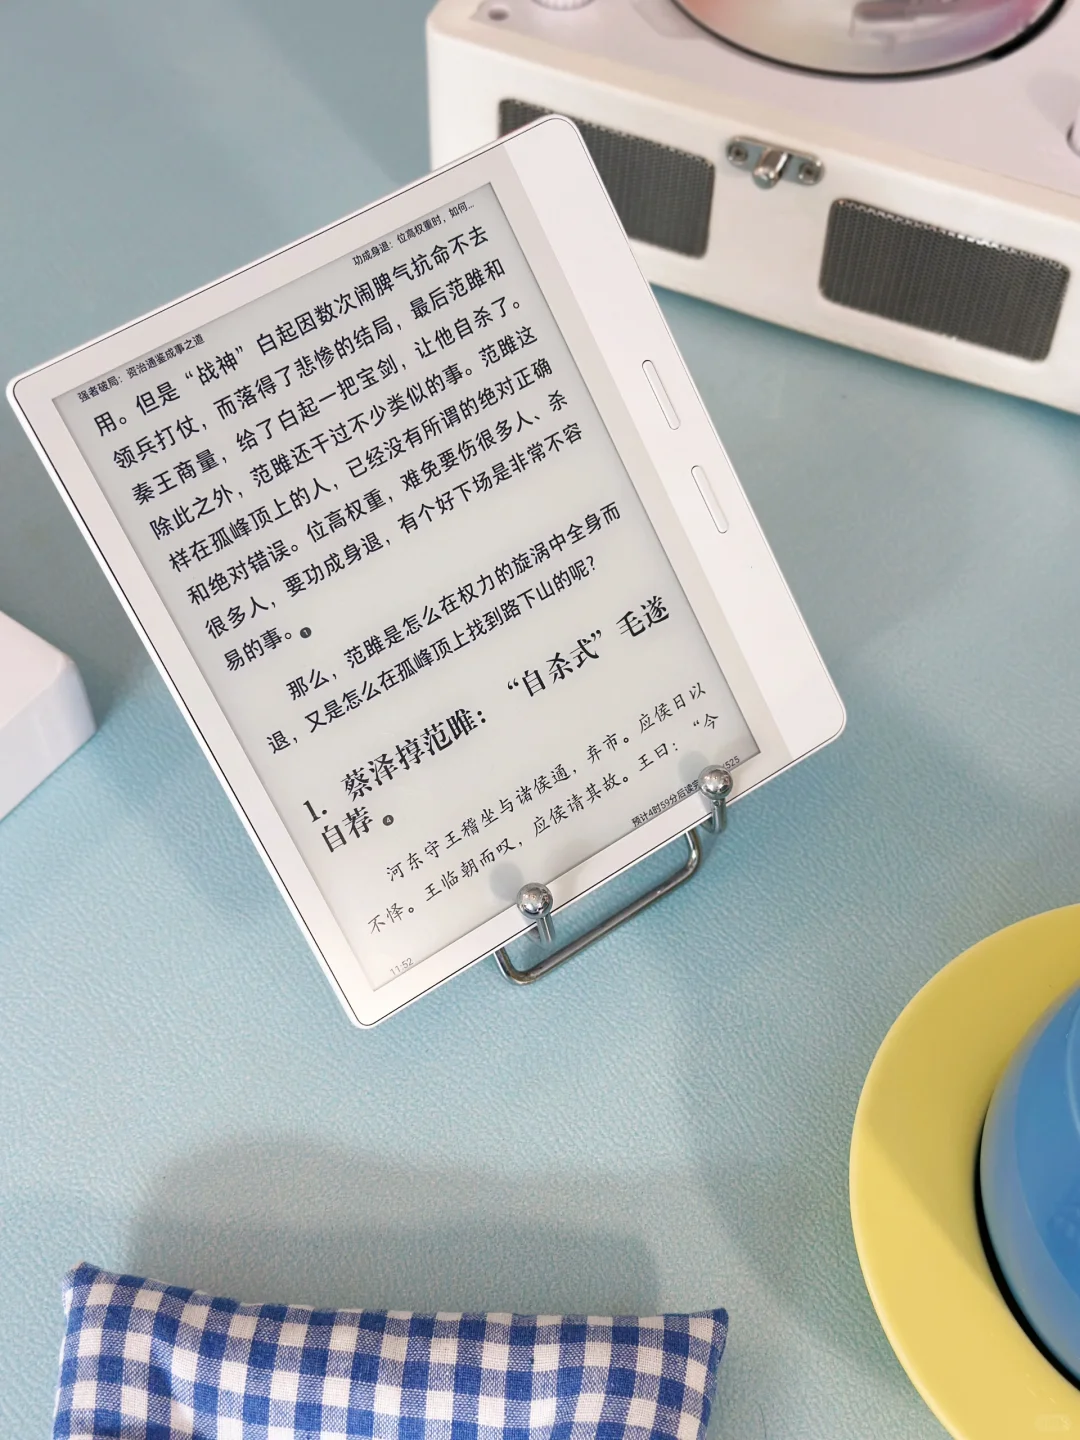 强者破局：资治通鉴成事之道
功成身退：位高权重时，如何...
用。但是“战神”白起因数次闹脾气抗命不去
领兵打仗，而落得了悲惨的结局，最后范雎和
秦王商量，给了白起一把宝剑，让他自杀了。
除此之外，范雎还干过不少类似的事。范雎这
样在孤峰顶上的人，已经没有所谓的绝对正确
和绝对错误。位高权重，难免要伤很多人、杀
很多人，要功成身退，有个好下场是非常不容
易的事。
那么，范雎是怎么在权力的旋涡中全身而
退，又是怎么在孤峰顶上找到路下山的呢？
1. 蔡泽撑范雎：“自杀式”毛遂
自荐
河东守王稽坐与诸侯通，弃市。应侯日以
不怿。王临朝而叹，应侯请其故。王曰：“今
11:52
预计4时59分后读完